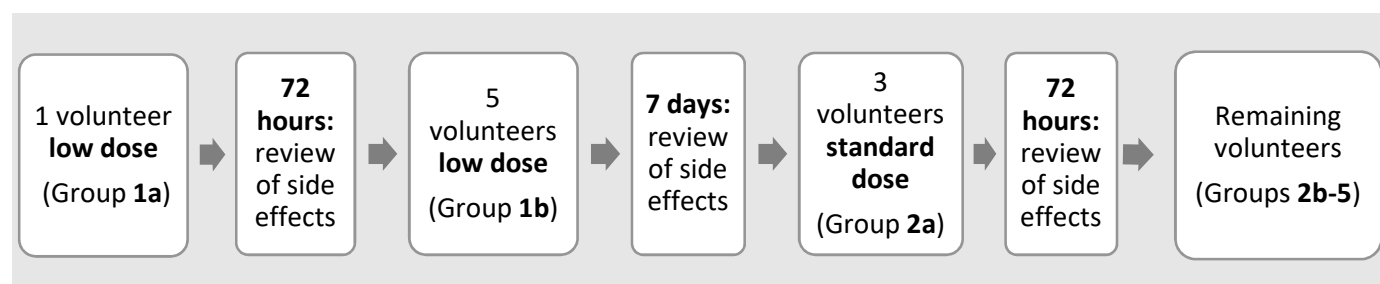 1 volunteer
low dose
(Group 1a)
72
hours:
review
of side
effects
5
volunteers
low dose
(Group 1b)
7 days:
review
of side
effects
3
volunteers
standard
dose
(Group 2a)
72
hours:
review
of side
effects
Remaining
volunteers
(Groups 2b-5)